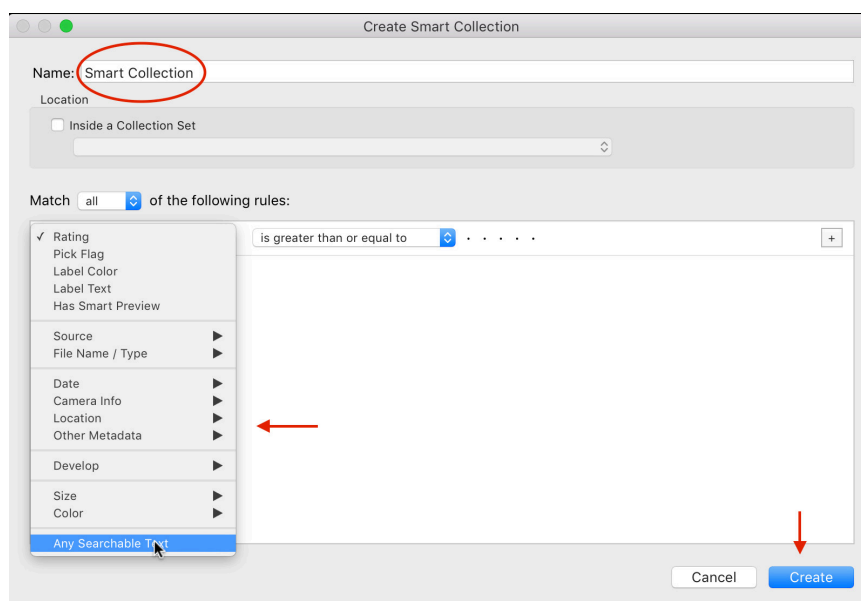 Create Smart Collection
Name: Smart Collection
Location
Inside a Collection Set
Match all of the following rules:
✓ Rating is greater than or equal to · · · · · +
Pick Flag
Label Color
Label Text
Has Smart Preview
Source ▶
File Name / Type ▶
Date ▶
Camera Info ▶
Location ▶
Other Metadata ▶
Develop ▶
Size ▶
Color ▶
Any Searchable Text
Cancel Create